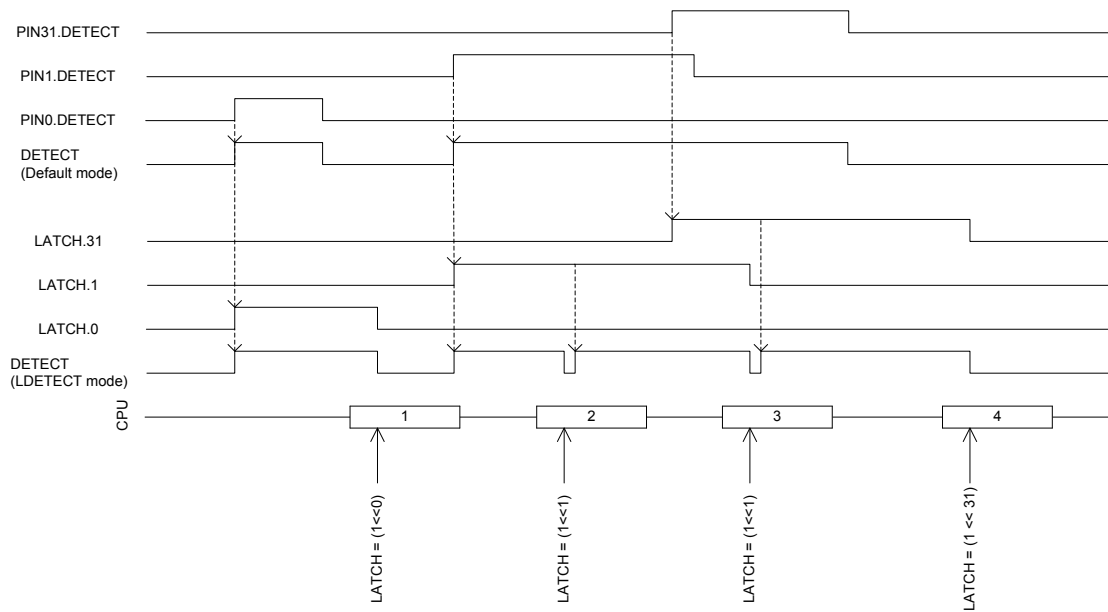 PIN31.DETECT
PIN1.DETECT
PIN0.DETECT
DETECT
(Default mode)
LATCH.31
LATCH.1
LATCH.0
DETECT
(LDETECT mode)
CPU
1
2
3
4
LATCH = (1<<0)
LATCH = (1<<1)
LATCH = (1<<1)
LATCH = (1 << 31)